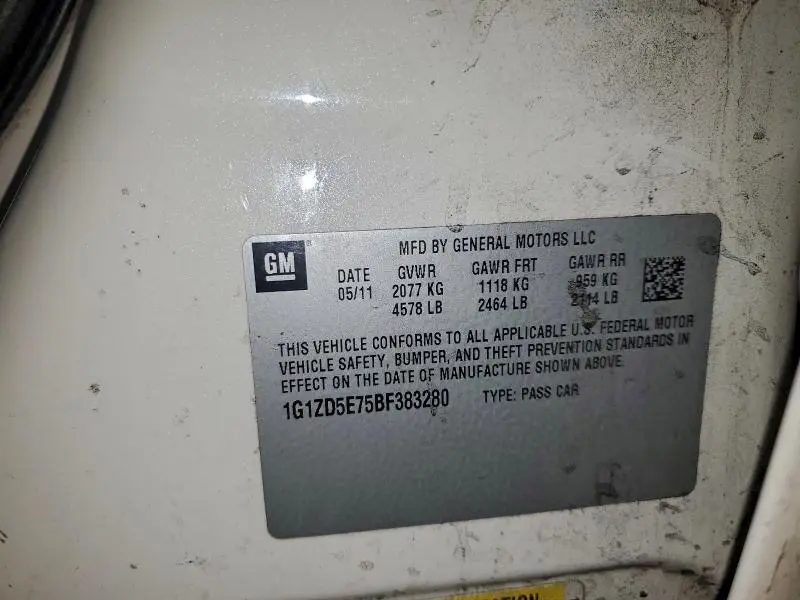 GM
MFD BY GENERAL MOTORS LLC
DATE GVWR GAWR FRT GAWR RR
05/11 2077 KG 1118 KG 959 KG
4578 LB 2464 LB 2114 LB
THIS VEHICLE CONFORMS TO ALL APPLICABLE U.S. FEDERAL MOTOR
VEHICLE SAFETY, BUMPER, AND THEFT PREVENTION STANDARDS IN
EFFECT ON THE DATE OF MANUFACTURE SHOWN ABOVE.
1G1ZD5E75BF383280 TYPE: PASS CAR